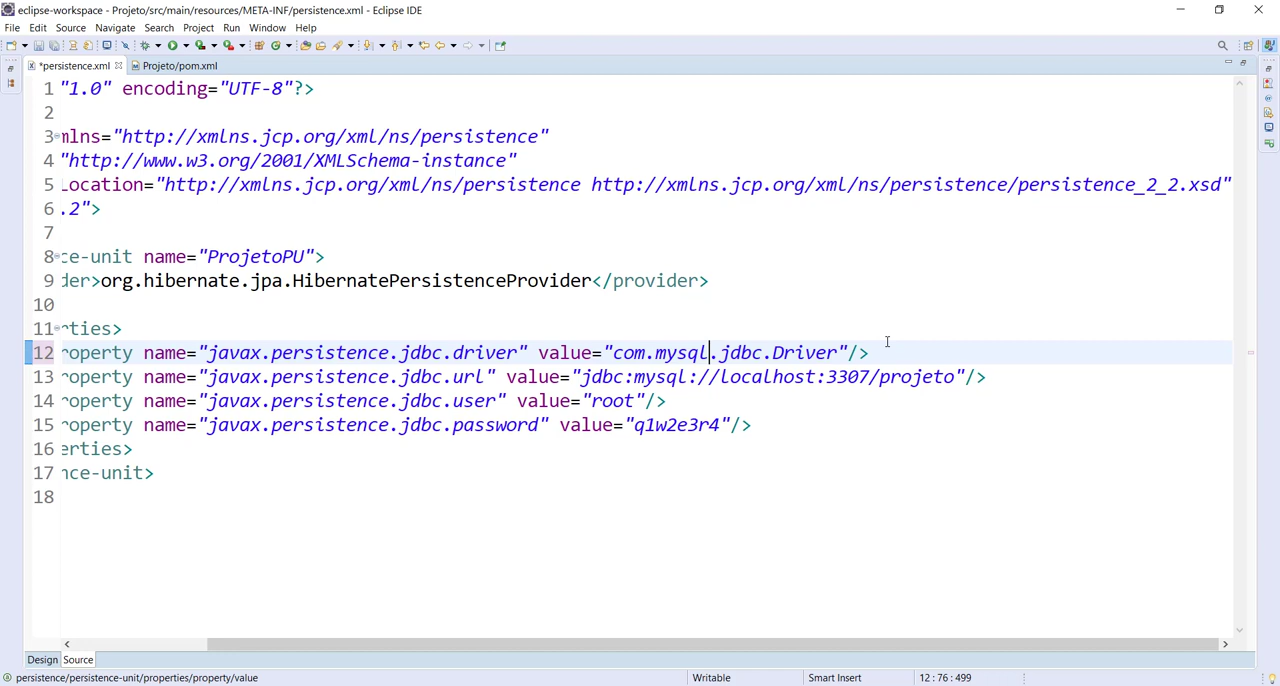 eclipse-workspace - Projeto/src/main/resources/META-INF/persistence.xml - Eclipse IDE
File Edit Source Navigate Search Project Run Window Help
*persistence.xml Projeto/pom.xml
1 "1.0" encoding="UTF-8"?>
2
3 mlns="http://xmlns.jcp.org/xml/ns/persistence"
4 "http://www.w3.org/2001/XMLSchema-instance"
5 Location="http://xmlns.jcp.org/xml/ns/persistence http://xmlns.jcp.org/xml/ns/persistence/persistence_2_2.xsd"
6 .2">
7
8 ce-unit name="ProjetoPU">
9 der>org.hibernate.jpa.HibernatePersistenceProvider</provider>
10
11 rties>
12 roperty name="javax.persistence.jdbc.driver" value="com.mysql.jdbc.Driver"/>
13 roperty name="javax.persistence.jdbc.url" value="jdbc:mysql://localhost:3307/projeto"/>
14 roperty name="javax.persistence.jdbc.user" value="root"/>
15 roperty name="javax.persistence.jdbc.password" value="q1w2e3r4"/>
16 erties>
17 nce-unit>
18
Design Source
persistence/persistence-unit/properties/property/value Writable Smart Insert 12 : 76 : 499